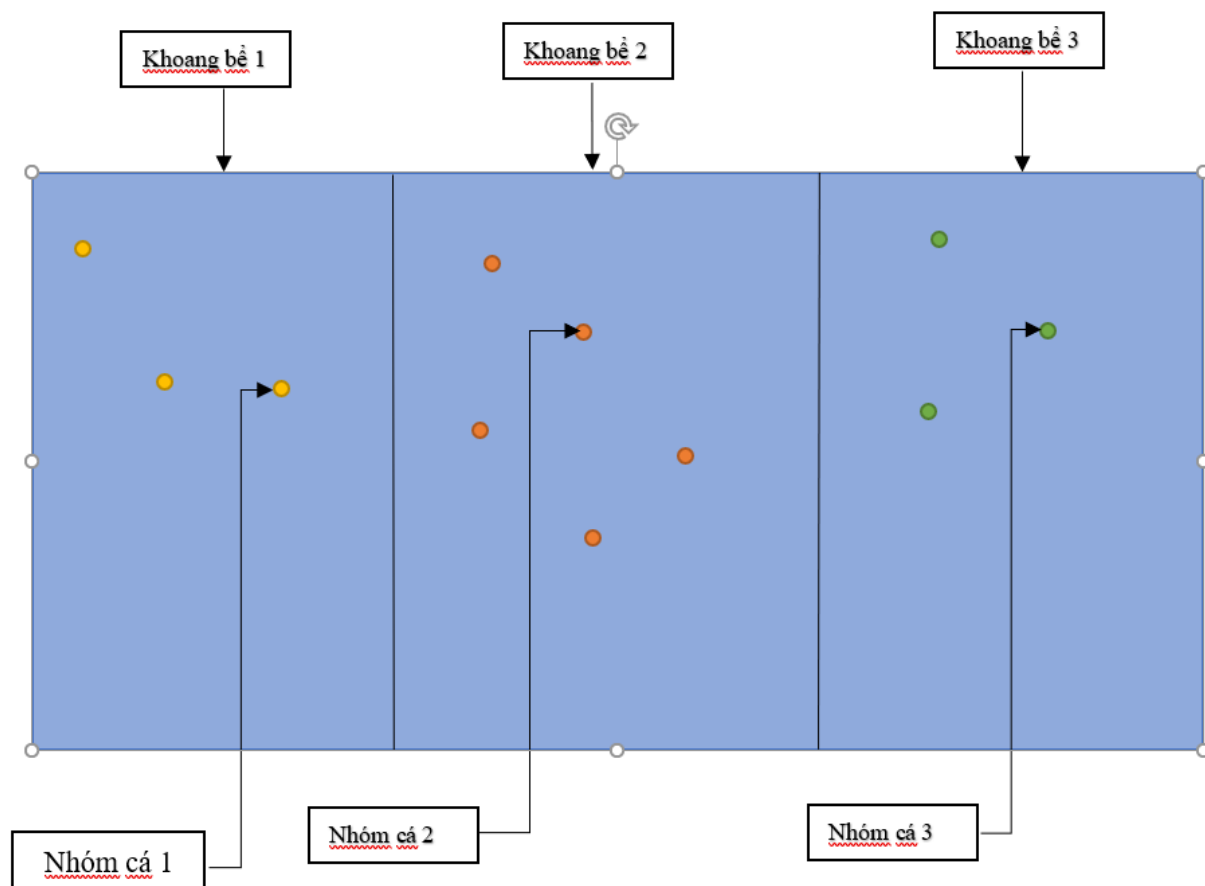 Khoang bể 1
Khoang bể 2
Khoang bể 3
Nhóm cá 1
Nhóm cá 2
Nhóm cá 3